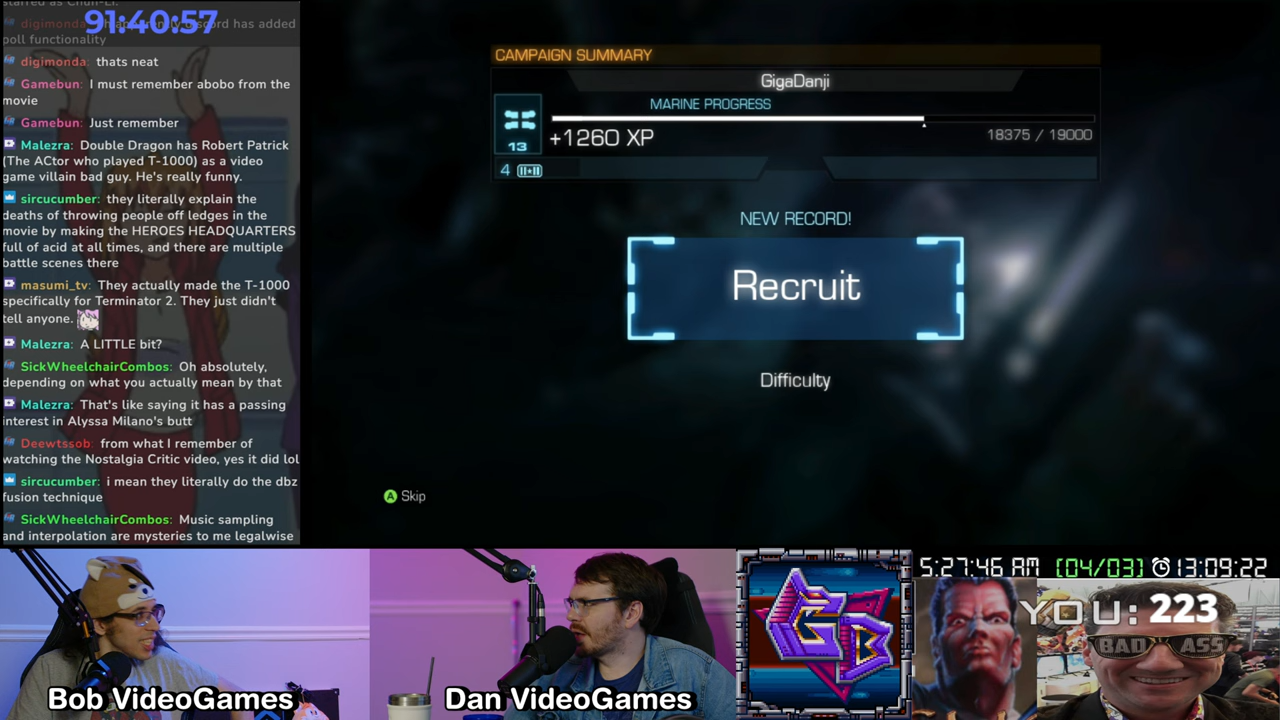 starred as Chun-Li.
91:40:57
digimonda: discord has added
poll functionality
digimonda: thats neat
Gamebun: I must remember abobo from the
movie
Gamebun: Just remember
Malezra: Double Dragon has Robert Patrick
(The ACtor who played T-1000) as a video
game villain bad guy. He's really funny.
sircucumber: they literally explain the
deaths of throwing people off ledges in the
movie by making the HEROES HEADQUARTERS
full of acid at all times, and there are multiple
battle scenes there
masumi_tv: They actually made the T-1000
specifically for Terminator 2. They just didn't
tell anyone.
Malezra: A LITTLE bit?
SickWheelchairCombos: Oh absolutely,
depending on what you actually mean by that
Malezra: That's like saying it has a passing
interest in Alyssa Milano's butt
Deewtssob: from what I remember of
watching the Nostalgia Critic video, yes it did lol
sircucumber: i mean they literally do the dbz
fusion technique
SickWheelchairCombos: Music sampling
and interpolation are mysteries to me legalwise
CAMPAIGN SUMMARY
GigaDanji
MARINE PROGRESS
13
+1260 XP
18375 / 19000
4
NEW RECORD!
Recruit
Difficulty
A Skip
Bob VideoGames
Dan VideoGames
GB
5:27:46 AM [04/03] 13:09:22
YOU: 223
BAD ASS